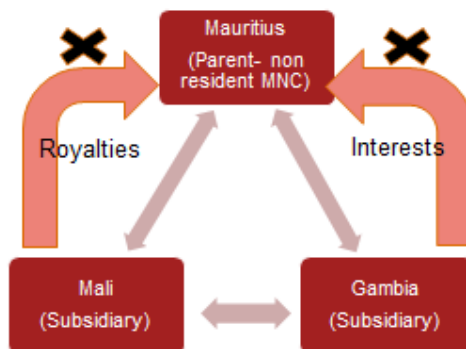 Mauritius
(Parent- non
resident MNC)
Royalties
Interests
Mali
(Subsidiary)
Gambia
(Subsidiary)